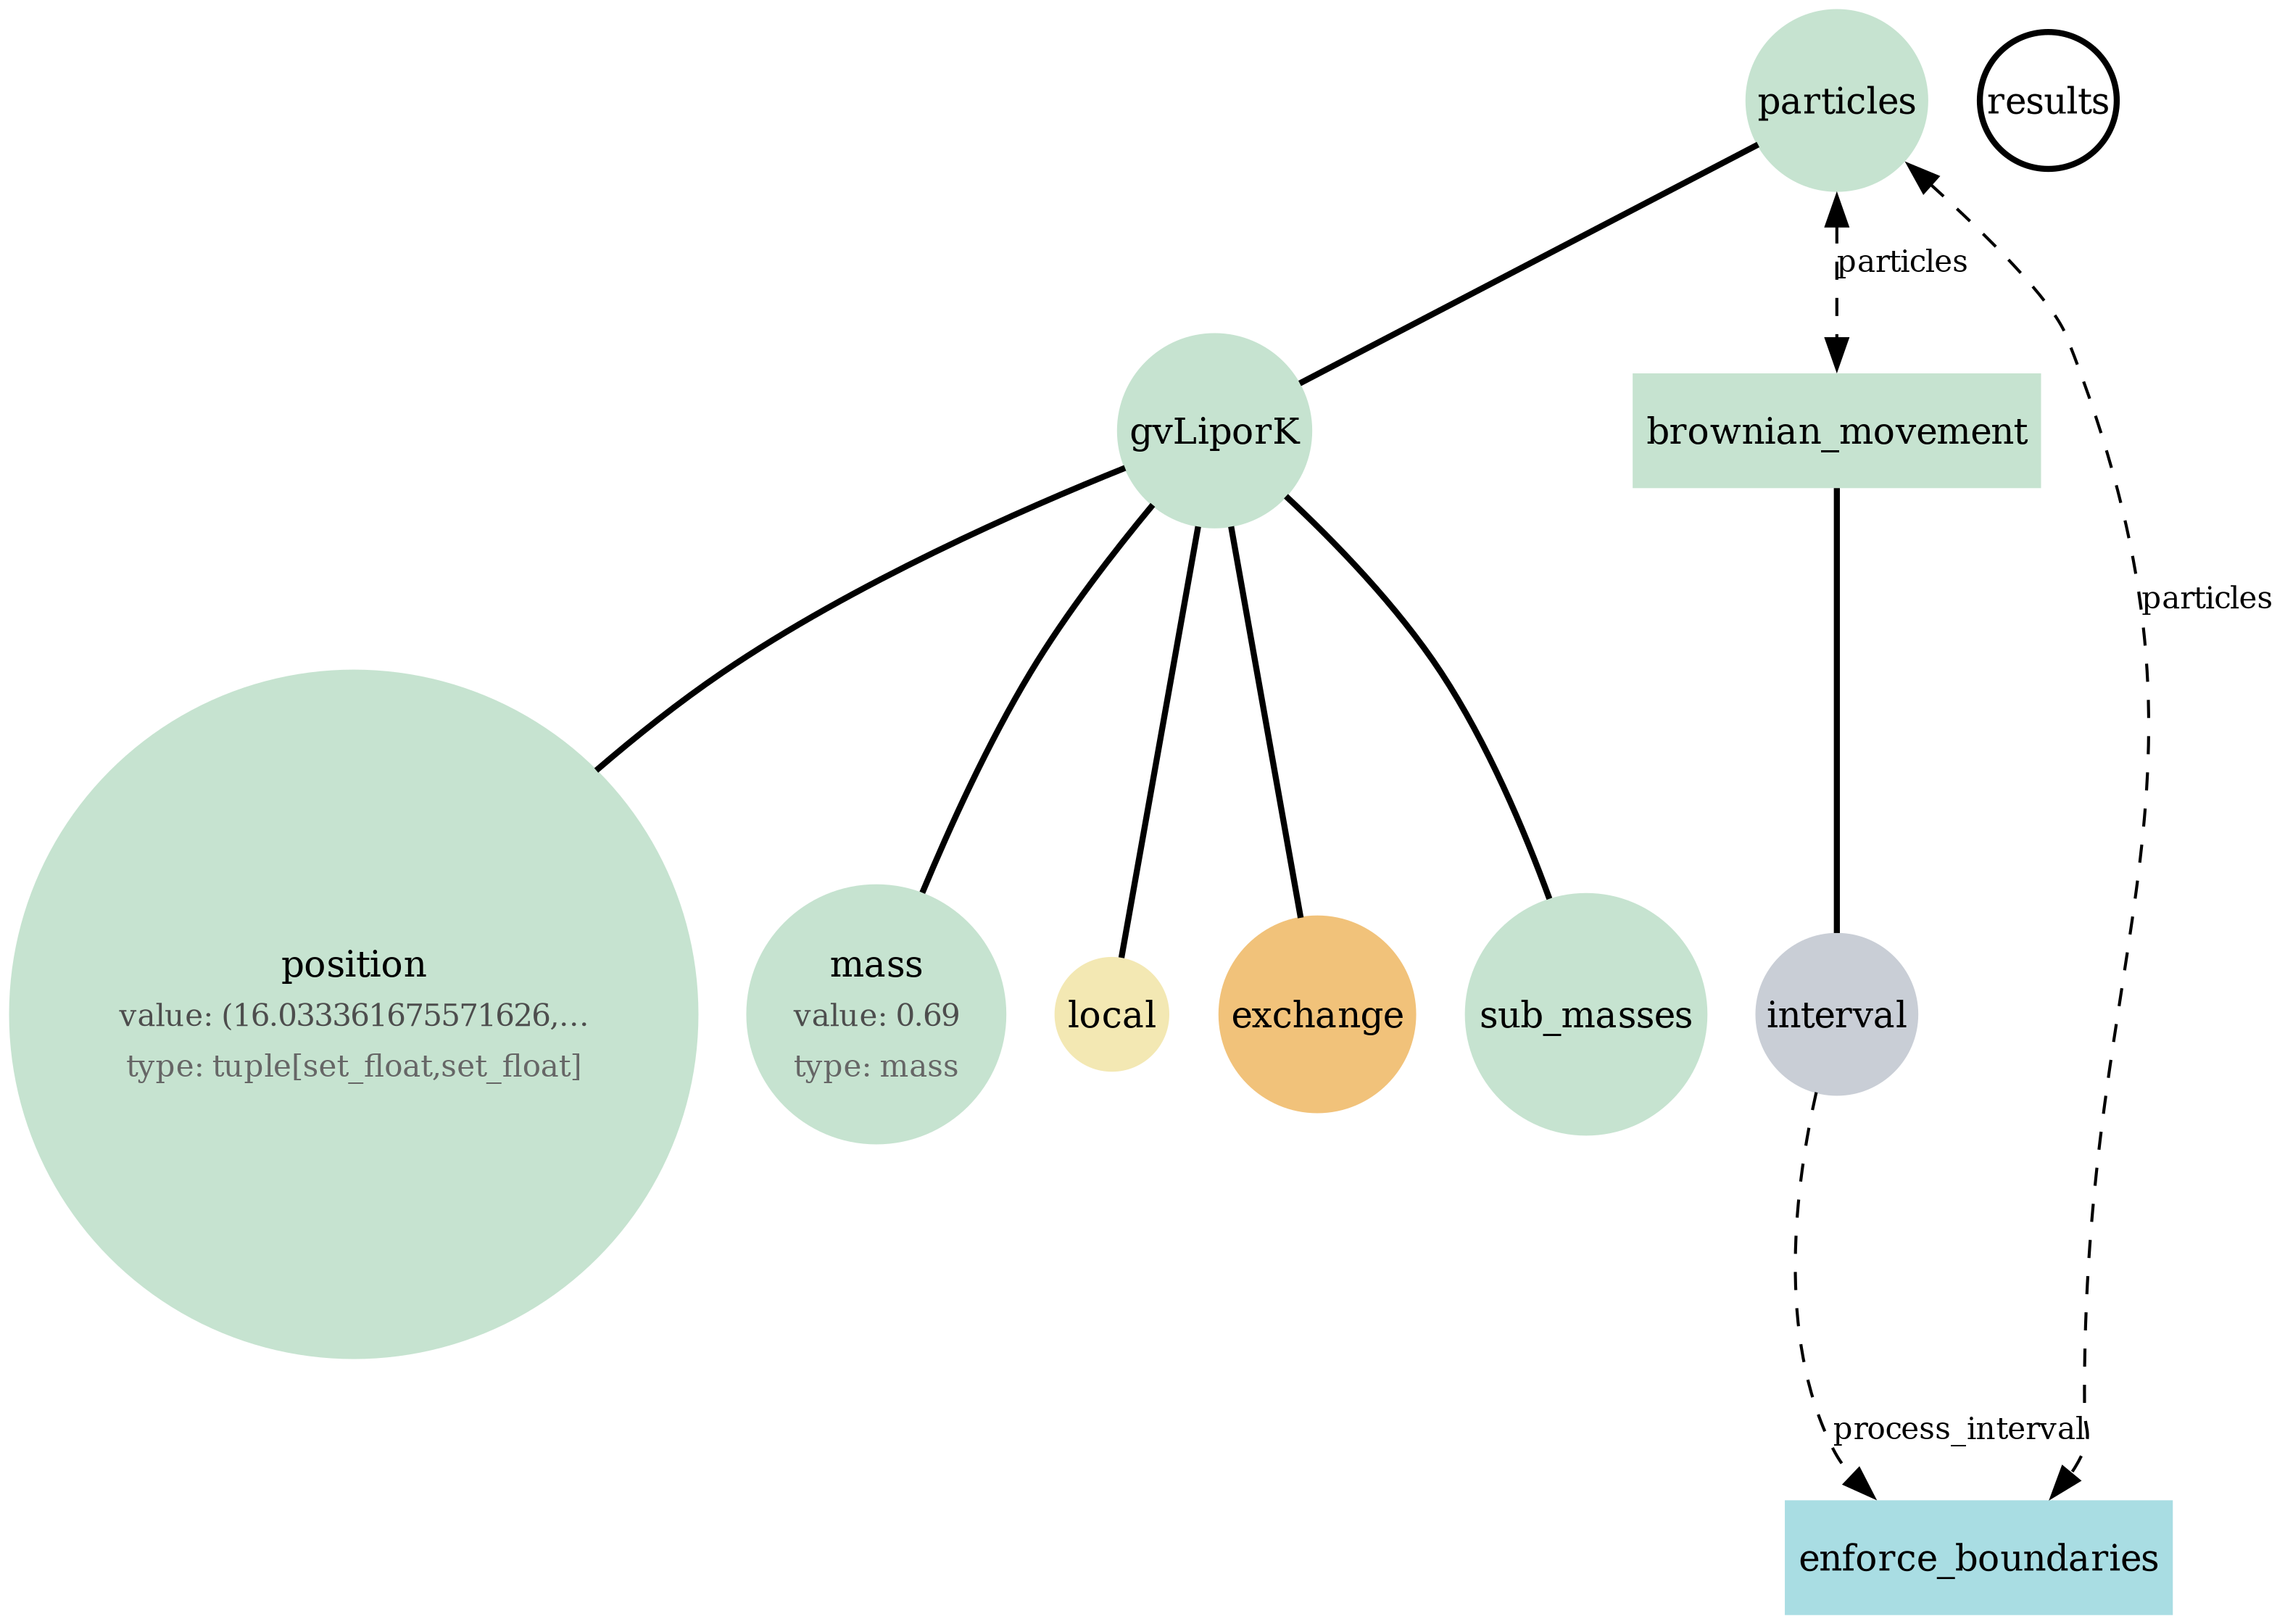 particles
results
particles
gvLiporK
brownian_movement
particles
position
value: (16.033361675571626,...
type: tuple[set_float,set_float]
mass
value: 0.69
type: mass
local
exchange
sub_masses
interval
process_interval
enforce_boundaries